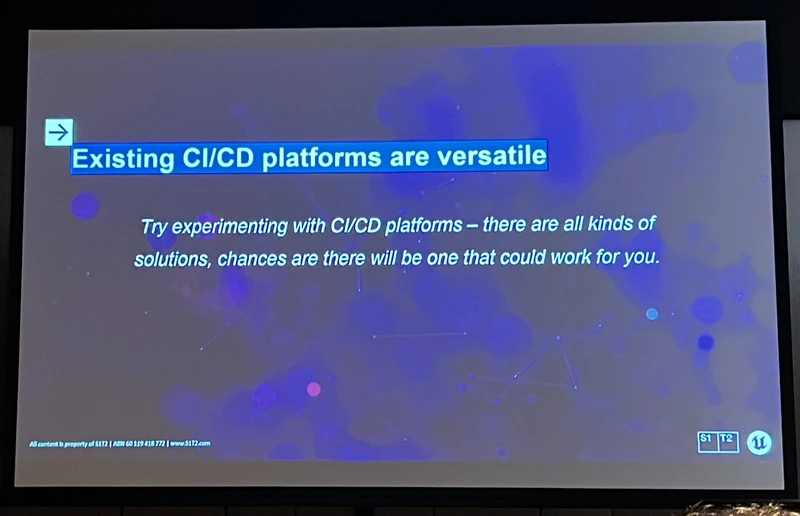 →
Existing CI/CD platforms are versatile
Try experimenting with CI/CD platforms – there are all kinds of
solutions, chances are there will be one that could work for you.
All content is property of S1T2 | ABN 60 119 418 772 | www.S1T2.com
S1 T2